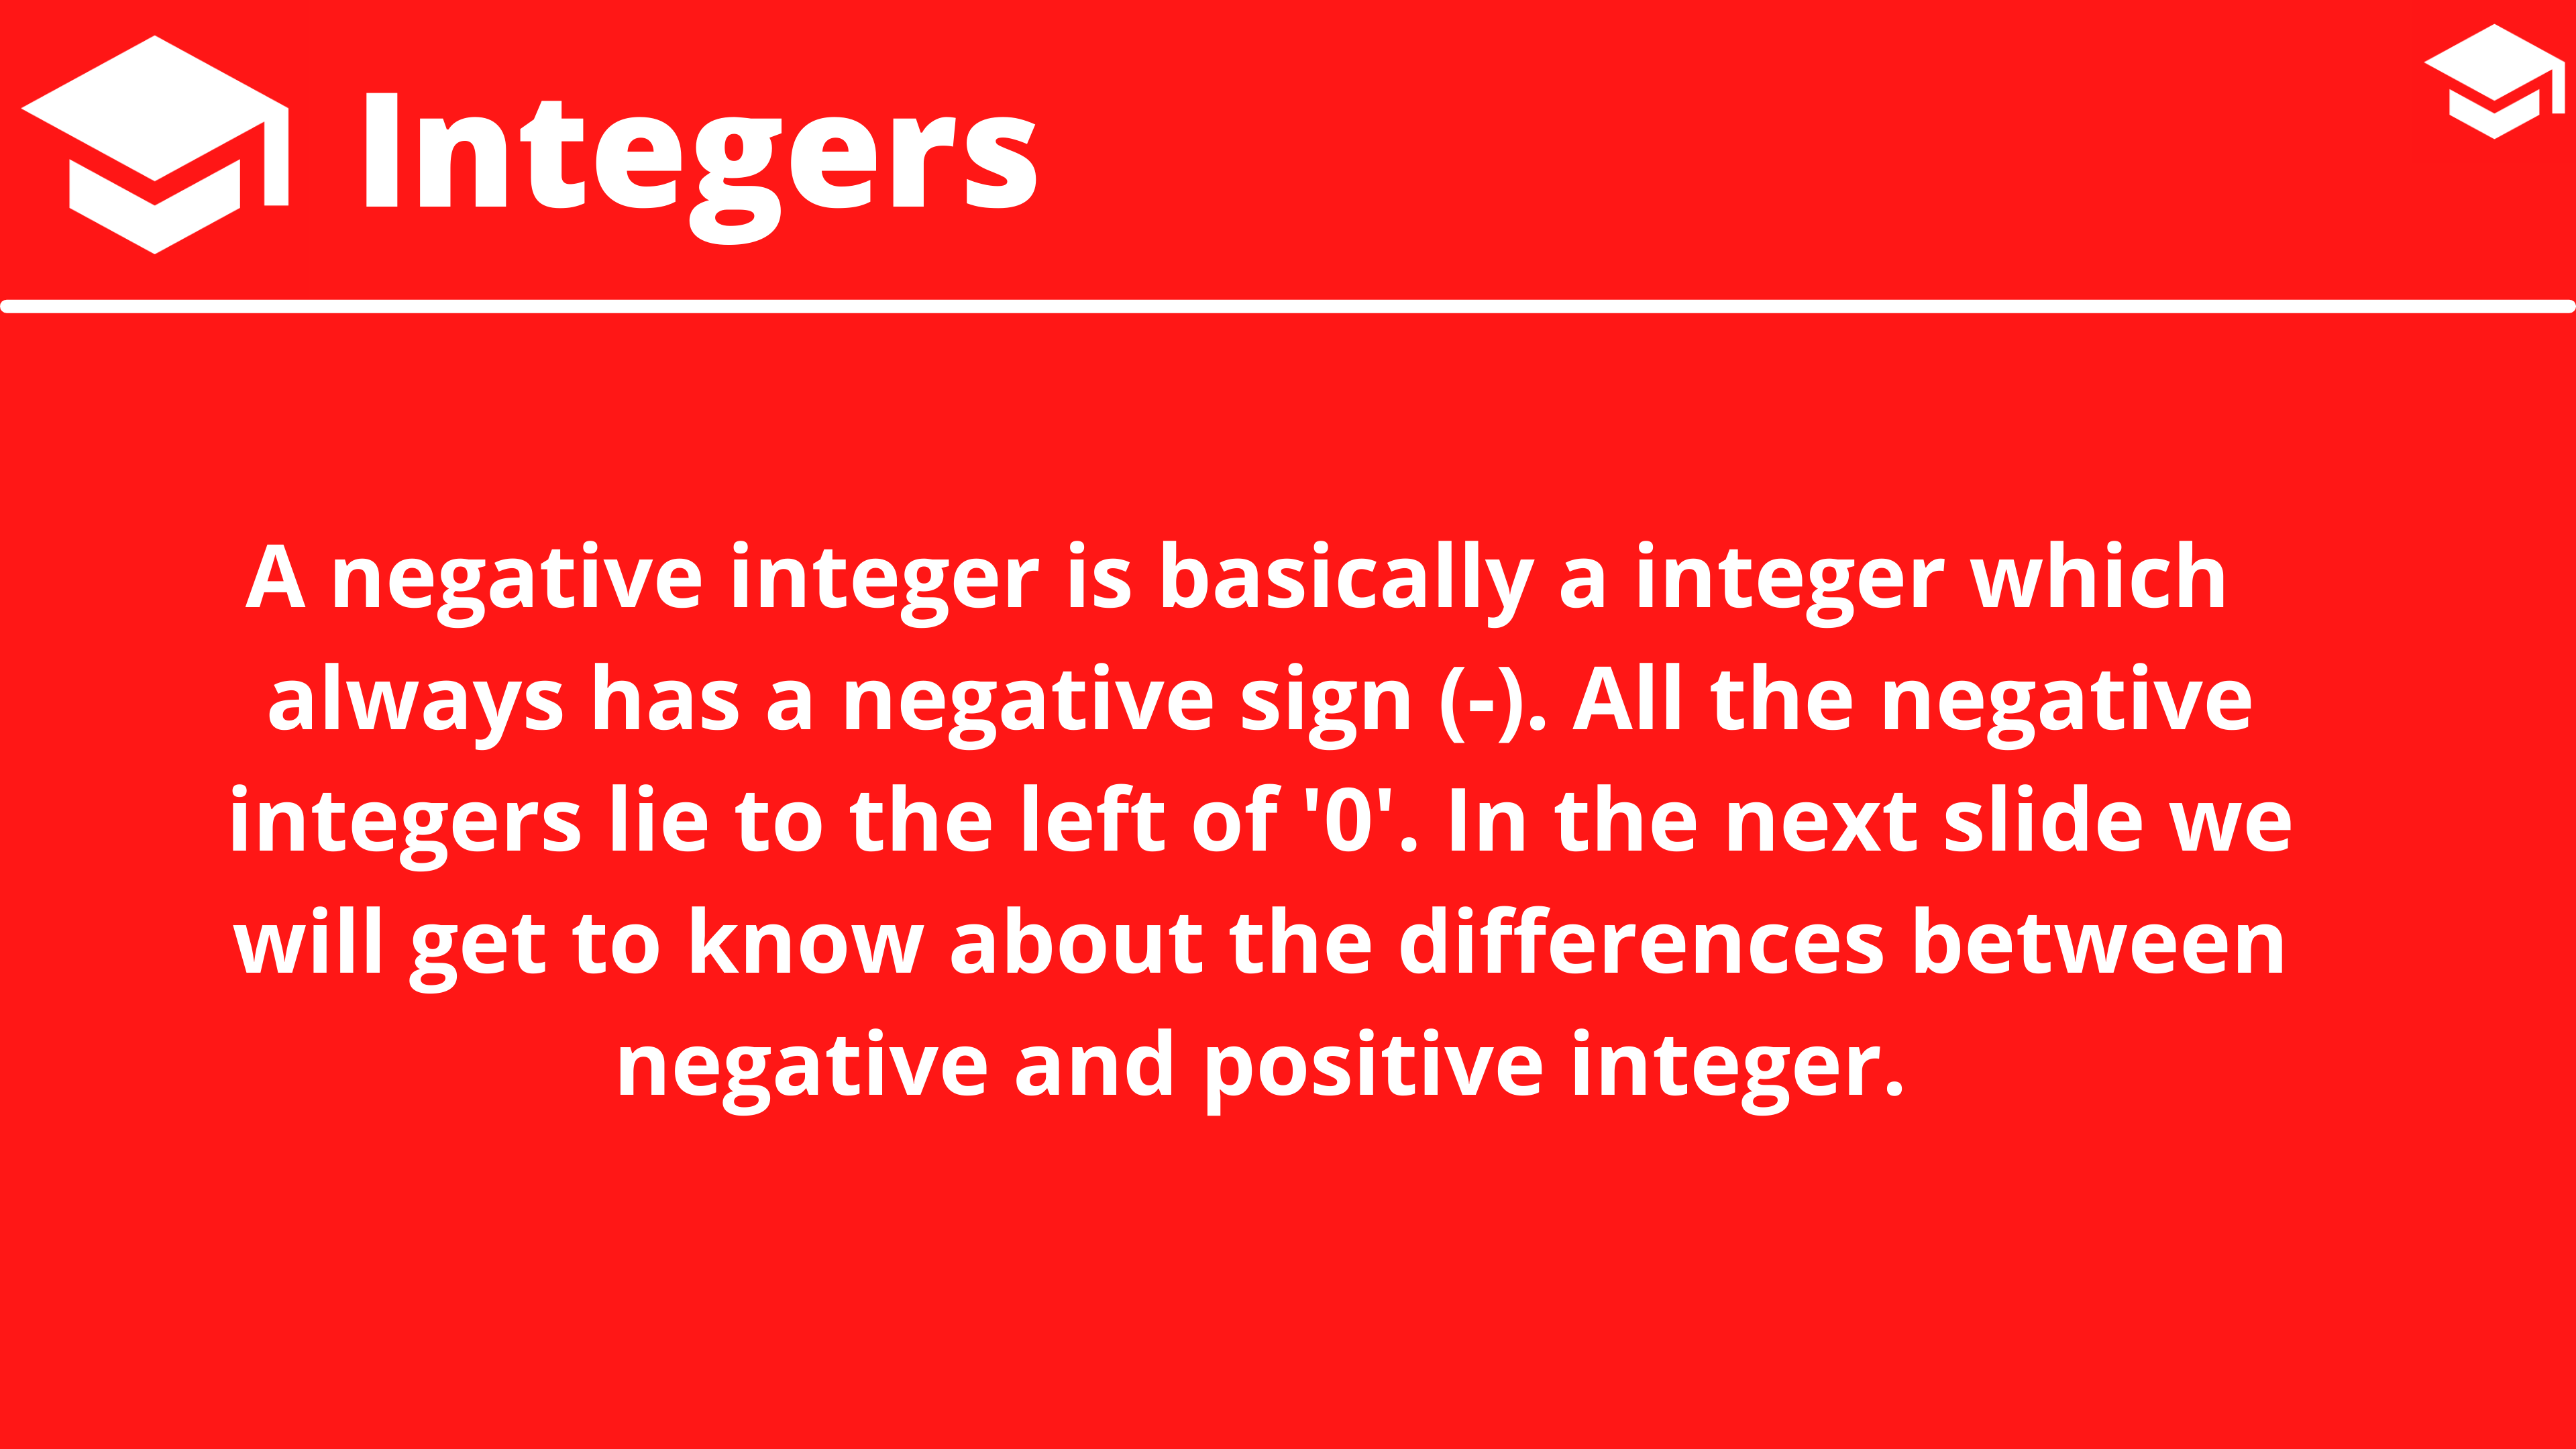 Integers
A negative integer is basically a integer which
always has a negative sign (-). All the negative
integers lie to the left of '0'. In the next slide we
will get to know about the differences between
negative and positive integer.